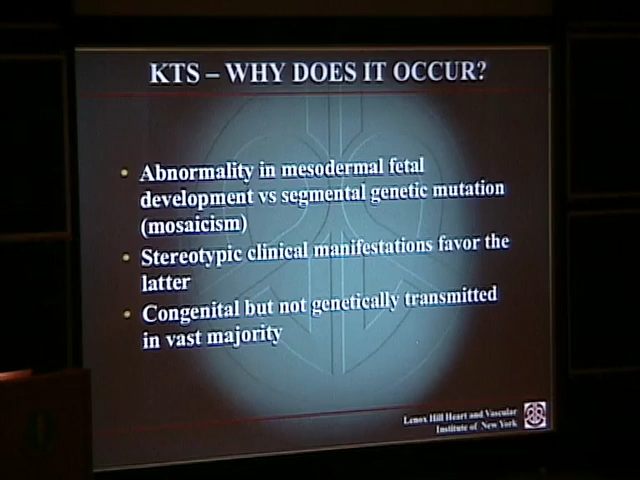 KTS – WHY DOES IT OCCUR?
• Abnormality in mesodermal fetal
development vs segmental genetic mutation
(mosaicism)
• Stereotypic clinical manifestations favor the
latter
• Congenital but not genetically transmitted
in vast majority
Lenox Hill Heart and Vascular
Institute of New York